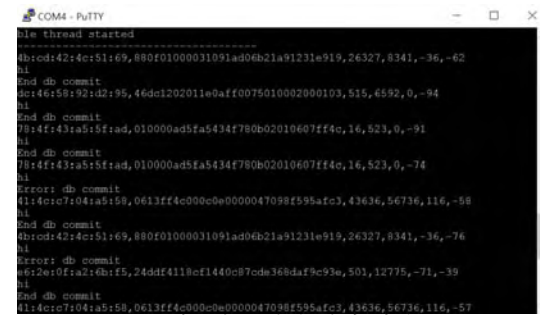 COM4 - PuTTY
ble thread started
------------------------------------
4b:cd:42:4c:51:69,880f01000031091ad06b21a91231e919,26327,8341,-36,-62
hi
End db commit
dc:46:58:92:d2:95,46dc1202011e0aff0075010002000103,515,6592,0,-94
hi
End db commit
78:4f:43:a5:5f:ad,010000ad5fa5434f780b02010607ff4c,16,523,0,-91
hi
End db commit
78:4f:43:a5:5f:ad,010000ad5fa5434f780b02010607ff4c,16,523,0,-74
hi
Error: db commit
41:4c:c7:04:a5:58,0613ff4c000c0e0000047098f595afc3,43636,56736,116,-58
hi
End db commit
4b:cd:42:4c:51:69,880f01000031091ad06b21a91231e919,26327,8341,-36,-76
hi
Error: db commit
e6:2e:0f:a2:6b:f5,24ddf4118cf1440c87cde368daf9c93e,501,12775,-71,-39
hi
End db commit
41:4c:c7:04:a5:58,0613ff4c000c0e0000047098f595afc3,43636,56736,116,-57